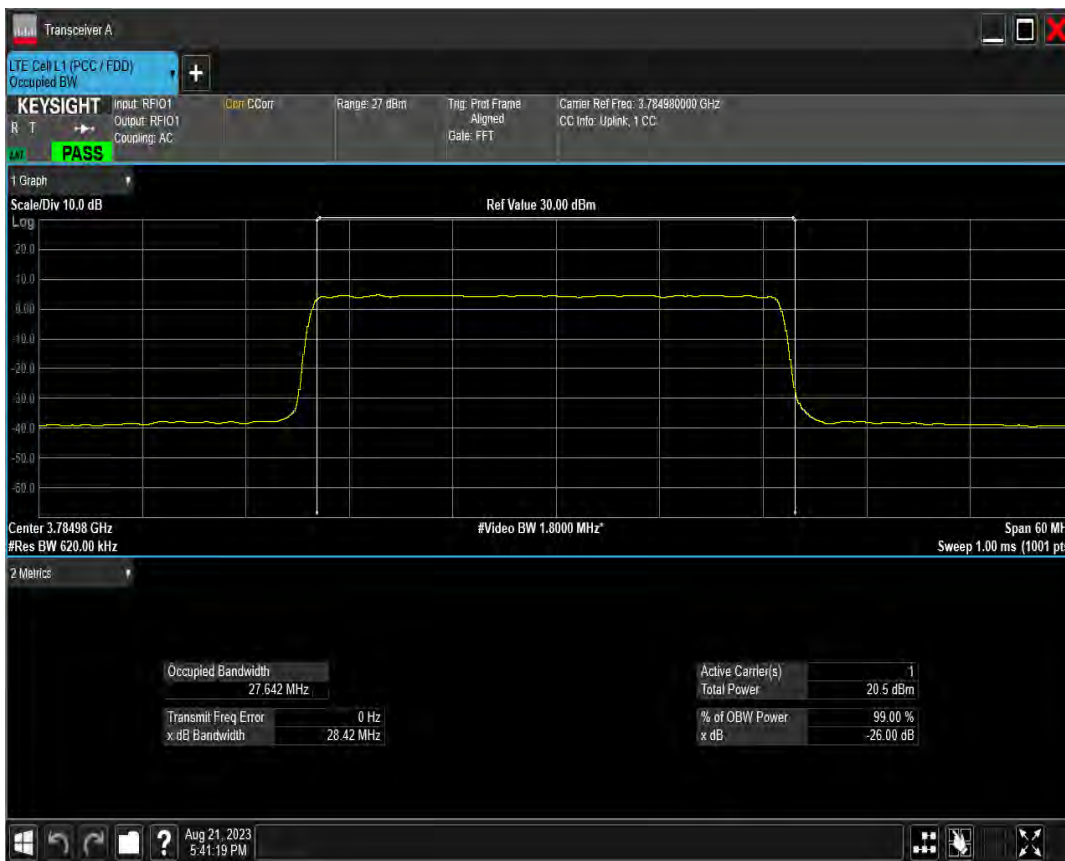 Transceiver A
LTE Cell L1 (PCC / FDD)
Occupied BW
+
KEYSIGHT
R T
PASS
Input: RFIO1
Output: RFIO1
Coupling: AC
Corr CCorr
Range: 27 dBm
Trig: Prot Frame
Aligned
Gate: FFT
Carrier Ref Freq: 3.784980000 GHz
CC Info: Uplink, 1 CC
1 Graph
Scale/Div 10.0 dB
Ref Value 30.00 dBm
Log
20.0
10.0
0.00
-10.0
-20.0
-30.0
-40.0
-50.0
-60.0
Center 3.78498 GHz
#Video BW 1.8000 MHz*
Span 60 MH
#Res BW 620.00 kHz
Sweep 1.00 ms (1001 pts
2 Metrics
Occupied Bandwidth
27.642 MHz
Transmit Freq Error 0 Hz
x dB Bandwidth 28.42 MHz
Active Carrier(s) 1
Total Power 20.5 dBm
% of OBW Power 99.00 %
x dB -26.00 dB
?
Aug 21, 2023
5:41:19 PM